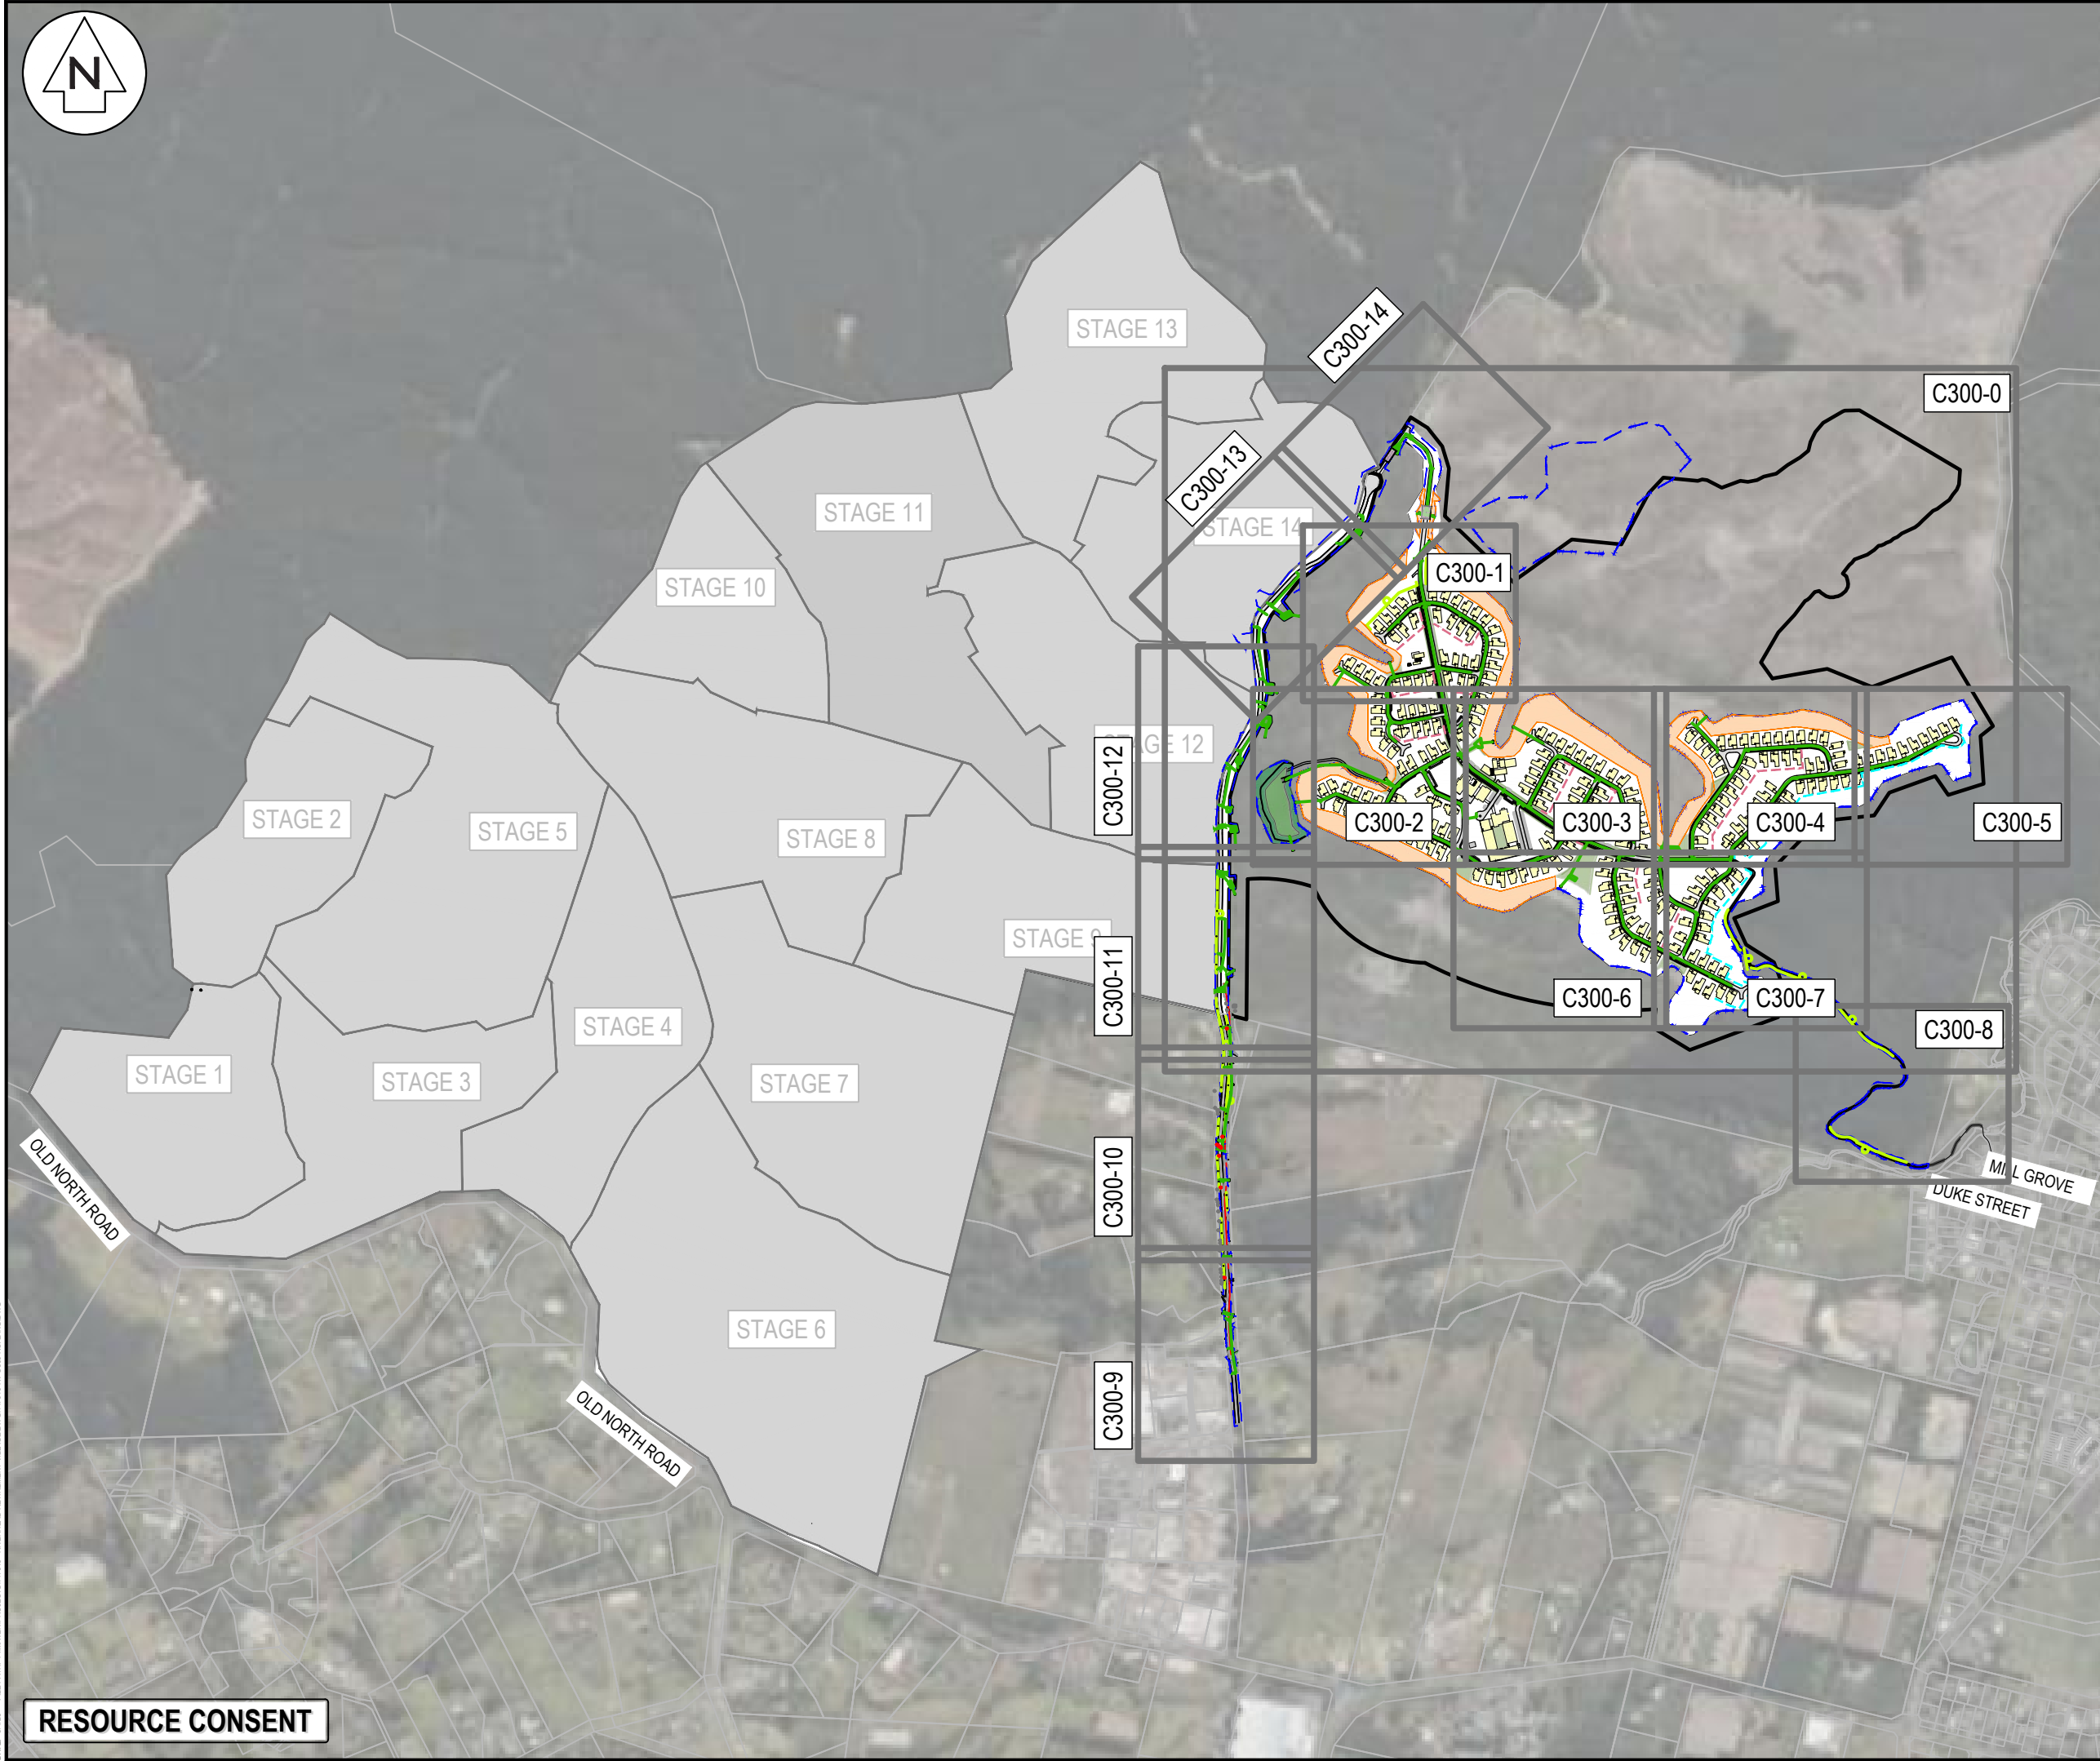 N
STAGE 13
C300-14
C300-0
C300-13
STAGE 11
STAGE 14
C300-1
STAGE 10
STAGE 2
STAGE 5
STAGE 8
C300-12
C300-2
C300-3
C300-4
C300-5
STAGE 9
C300-11
STAGE 4
C300-6
C300-7
C300-8
STAGE 1
STAGE 3
STAGE 7
OLD NORTH ROAD
C300-10
MILL GROVE
DUKE STREET
STAGE 6
OLD NORTH ROAD
C300-9
RESOURCE CONSENT